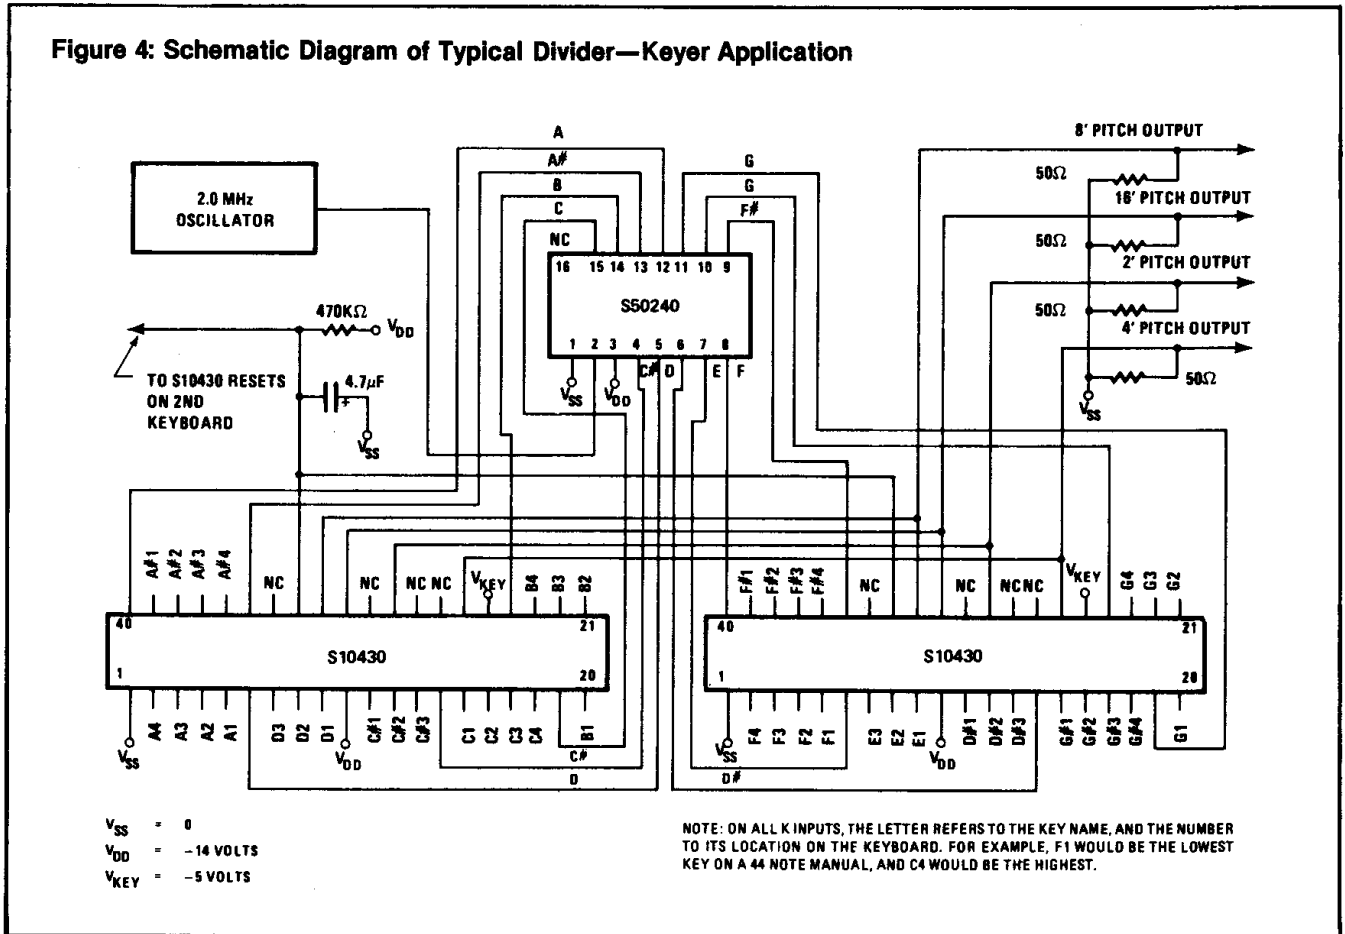 Figure 4: Schematic Diagram of Typical Divider—Keyer Application
2.0 MHz
OSCILLATOR
A
A#
B
C
NC
G
G
F#
16 15 14 13 12 11 10 9
S50240
1 2 3 4 5 6 7 8
C# D E F
VSS VDD
8' PITCH OUTPUT
50Ω
16' PITCH OUTPUT
50Ω
2' PITCH OUTPUT
50Ω
4' PITCH OUTPUT
50Ω
VSS
470KΩ
VDD
TO S10430 RESETS
ON 2ND
KEYBOARD
4.7μF
+
VSS
A#1 A#2 A#3 A#4 NC NC NC NC VKEY B4 B3 B2
40 21
S10430
1 20
VSS A4 A3 A2 A1 D3 D2 D1 VDD C#1 C#2 C#3 C1 C2 C3 C4 B1
C#
D
F#1 F#2 F#3 F#4 NC NC NC NC VKEY G4 G3 G2
40 21
S10430
1 20
VSS F4 F3 F2 F1 E3 E2 E1 VDD D#1 D#2 D#3 G#1 G#2 G#3 G#4 G1
D#
VSS = 0
VDD = -14 VOLTS
VKEY = -5 VOLTS
NOTE: ON ALL K INPUTS, THE LETTER REFERS TO THE KEY NAME, AND THE NUMBER
TO ITS LOCATION ON THE KEYBOARD. FOR EXAMPLE, F1 WOULD BE THE LOWEST
KEY ON A 44 NOTE MANUAL, AND C4 WOULD BE THE HIGHEST.